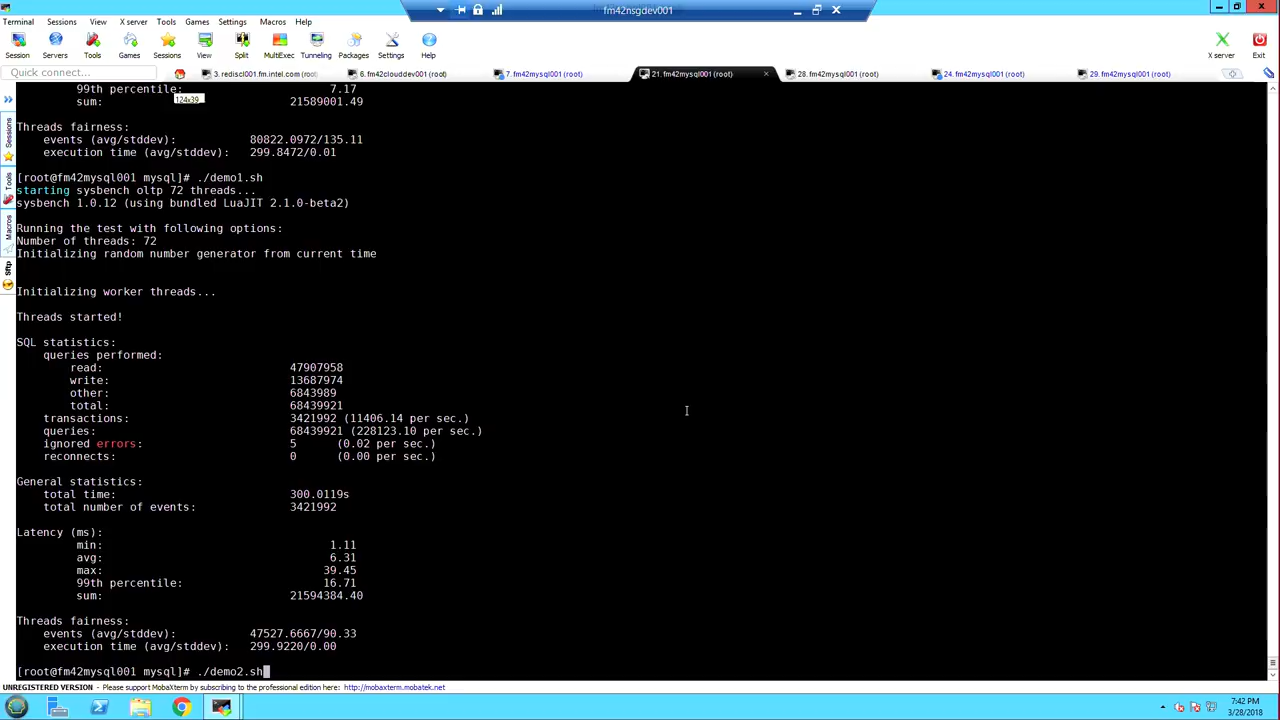 fm42nsgdev001
Terminal Sessions View X server Tools Games Settings Macros Help
Session Servers Tools Games Sessions View Split MultiExec Tunneling Packages Settings Help X server Exit
Quick connect... 3. rediscl001.fm.intel.com (roo 6. fm42clouddev001 (root) 7. fm42mysql001 (root) 21. fm42mysql001 (root) 28. fm42mysql001 (root) 24. fm42mysql001 (root) 29. fm42mysql001 (root)
Sessions
Tools
Macros
Sftp
99th percentile: 7.17
124x39
sum: 21589001.49
Threads fairness:
events (avg/stddev): 80822.0972/135.11
execution time (avg/stddev): 299.8472/0.01
[root@fm42mysql001 mysql]# ./demo1.sh
starting sysbench oltp 72 threads...
sysbench 1.0.12 (using bundled LuaJIT 2.1.0-beta2)
Running the test with following options:
Number of threads: 72
Initializing random number generator from current time
Initializing worker threads...
Threads started!
SQL statistics:
queries performed:
read: 47907958
write: 13687974
other: 6843989
total: 68439921
transactions: 3421992 (11406.14 per sec.)
queries: 68439921 (228123.10 per sec.)
ignored errors: 5 (0.02 per sec.)
reconnects: 0 (0.00 per sec.)
General statistics:
total time: 300.0119s
total number of events: 3421992
Latency (ms):
min: 1.11
avg: 6.31
max: 39.45
99th percentile: 16.71
sum: 21594384.40
Threads fairness:
events (avg/stddev): 47527.6667/90.33
execution time (avg/stddev): 299.9220/0.00
[root@fm42mysql001 mysql]# ./demo2.sh
UNREGISTERED VERSION - Please support MobaXterm by subscribing to the professional edition here: http://mobaxterm.mobatek.net
7:42 PM
3/28/2018